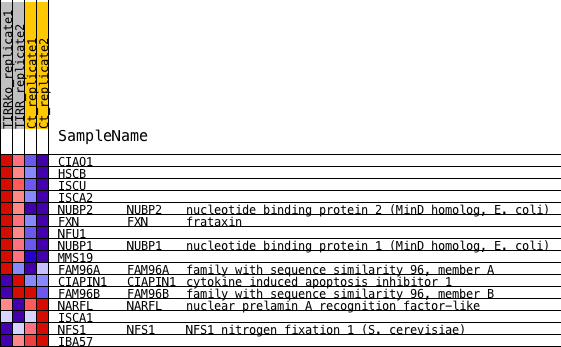 TIRRko_replicate1
TIRR_replicate2
Ct_replicate1
Ct_replicate2
SampleName
CIAO1
HSCB
ISCU
ISCA2
NUBP2 NUBP2 nucleotide binding protein 2 (MinD homolog, E. coli)
FXN FXN frataxin
NFU1
NUBP1 NUBP1 nucleotide binding protein 1 (MinD homolog, E. coli)
MMS19
FAM96A FAM96A family with sequence similarity 96, member A
CIAPIN1 CIAPIN1 cytokine induced apoptosis inhibitor 1
FAM96B FAM96B family with sequence similarity 96, member B
NARFL NARFL nuclear prelamin A recognition factor-like
ISCA1
NFS1 NFS1 NFS1 nitrogen fixation 1 (S. cerevisiae)
IBA57